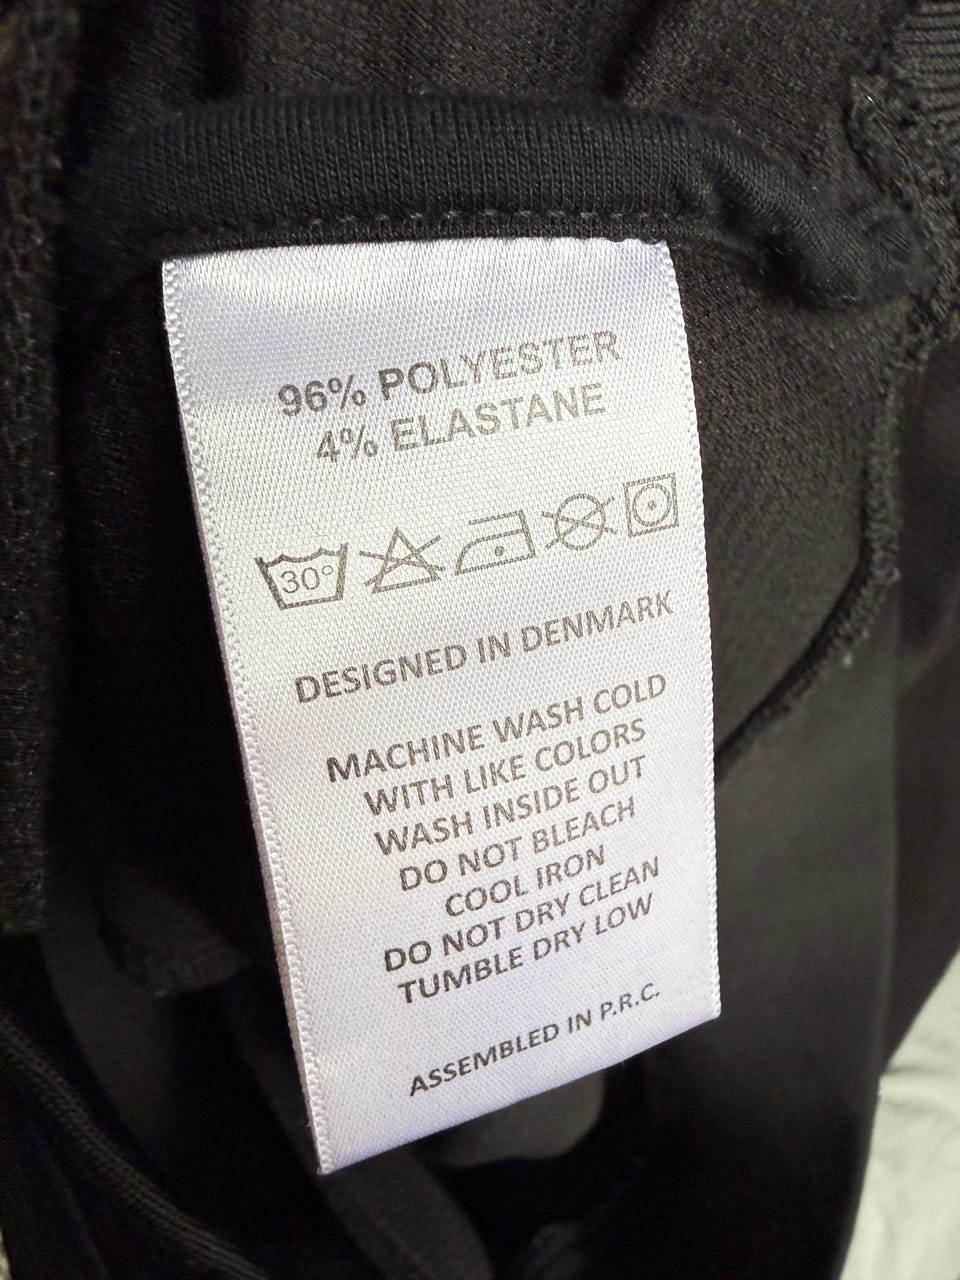 96% POLYESTER
4% ELASTANE
30°
DESIGNED IN DENMARK
MACHINE WASH COLD
WITH LIKE COLORS
WASH INSIDE OUT
DO NOT BLEACH
COOL IRON
DO NOT DRY CLEAN
TUMBLE DRY LOW
ASSEMBLED IN P.R.C.